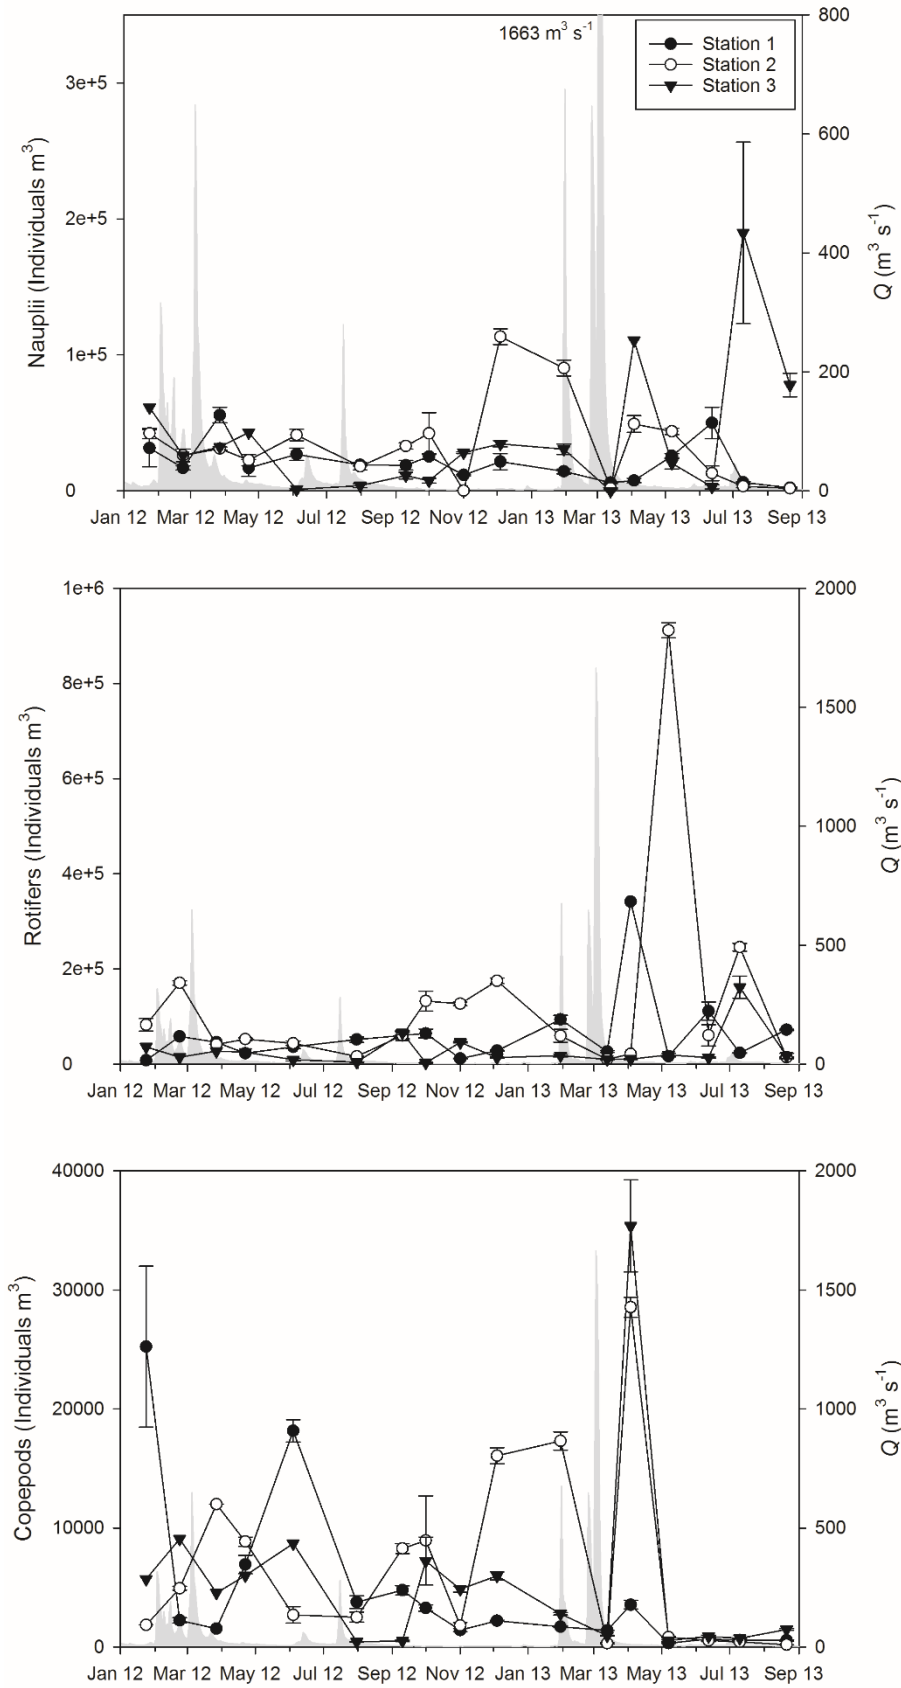 1663 m³ s⁻¹
Station 1
Station 2
Station 3
Nauplii (Individuals m³)
3e+5
2e+5
1e+5
0
800
600
400
200
0
Q (m³ s⁻¹)
Jan 12 Mar 12 May 12 Jul 12 Sep 12 Nov 12 Jan 13 Mar 13 May 13 Jul 13 Sep 13
Rotifers (Individuals m³)
1e+6
8e+5
6e+5
4e+5
2e+5
0
2000
1500
1000
500
0
Q (m³ s⁻¹)
Jan 12 Mar 12 May 12 Jul 12 Sep 12 Nov 12 Jan 13 Mar 13 May 13 Jul 13 Sep 13
Copepods (Individuals m³)
40000
30000
20000
10000
0
2000
1500
1000
500
0
Q (m³ s⁻¹)
Jan 12 Mar 12 May 12 Jul 12 Sep 12 Nov 12 Jan 13 Mar 13 May 13 Jul 13 Sep 13